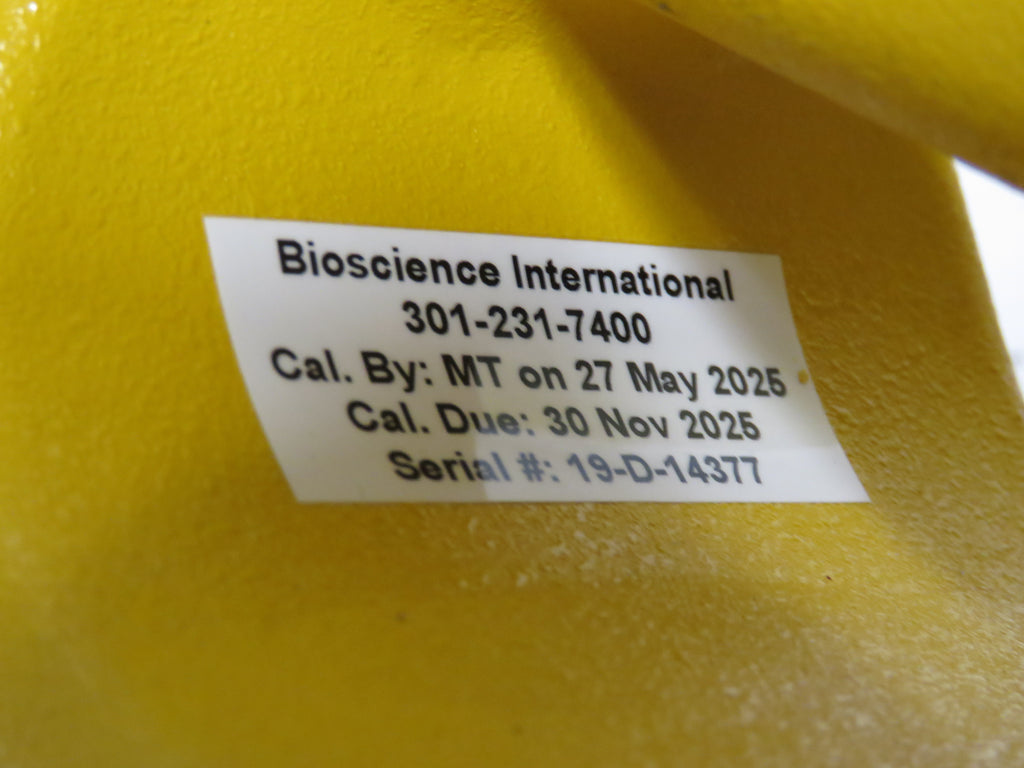 Bioscience International
301-231-7400
Cal. By: MT on 27 May 2025
Cal. Due: 30 Nov 2025
Serial #: 19-D-14377